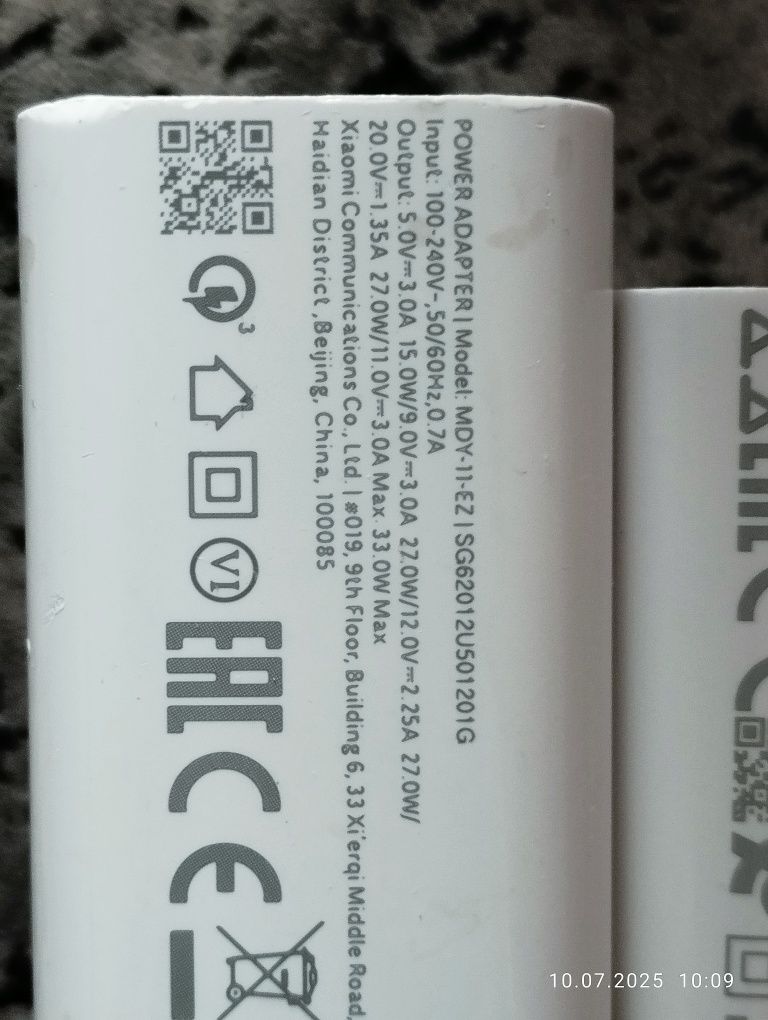 POWER ADAPTER | Model: MDY-11-EZ | SG62012U501201G
Input: 100-240V~,50/60Hz,0.7A
Output: 5.0V⎓3.0A 15.0W/9.0V⎓3.0A 27.0W/12.0V⎓2.25A 27.0W/
20.0V⎓1.35A 27.0W/11.0V⎓3.0A Max 33.0W Max
Xiaomi Communications Co., Ltd. | #019, 9th Floor, Building 6, 33 Xi'erqi Middle Road,
Haidian District ,Beijing, China, 100085
3
VI
EAC
CE
10.07.2025 10:09